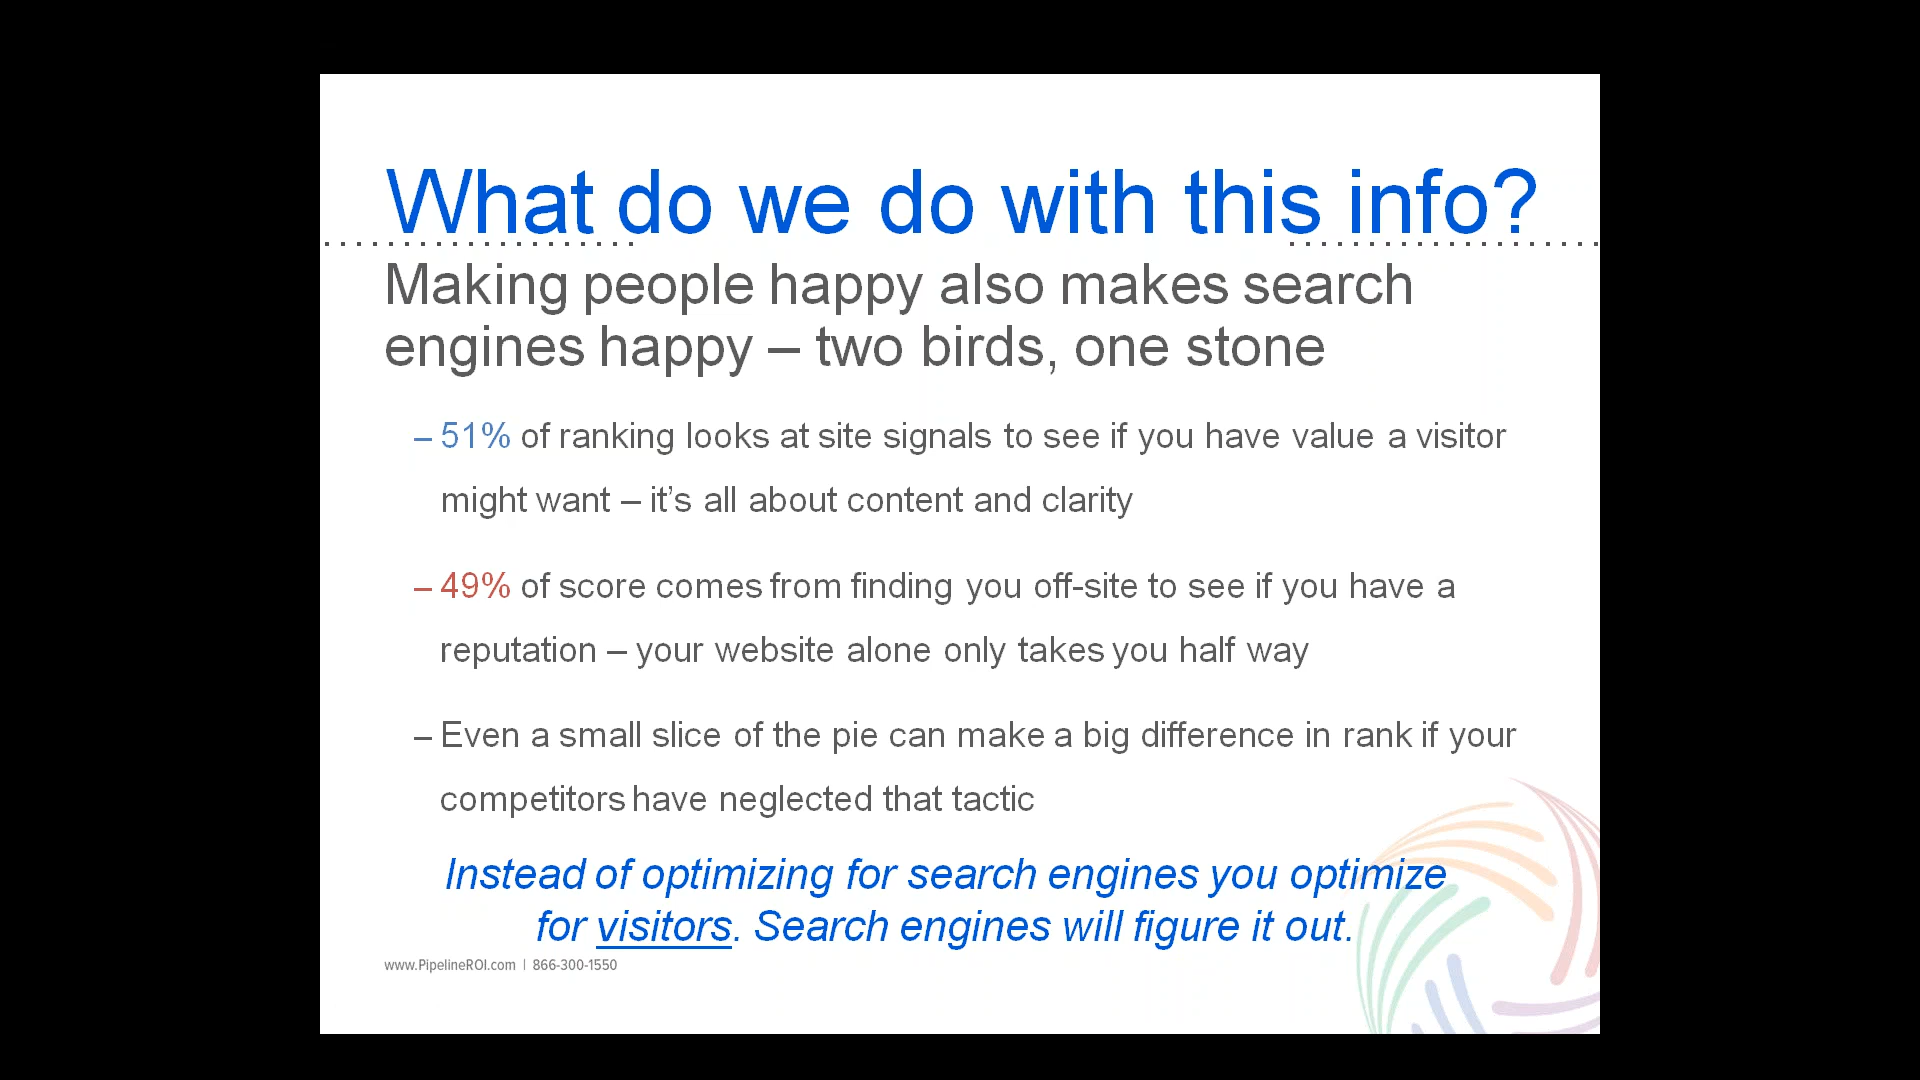 What do we do with this info?
Making people happy also makes search
engines happy – two birds, one stone
– 51% of ranking looks at site signals to see if you have value a visitor
might want – it’s all about content and clarity
– 49% of score comes from finding you off-site to see if you have a
reputation – your website alone only takes you half way
– Even a small slice of the pie can make a big difference in rank if your
competitors have neglected that tactic
Instead of optimizing for search engines you optimize
for visitors. Search engines will figure it out.
www.PipelineROI.com | 866-300-1550